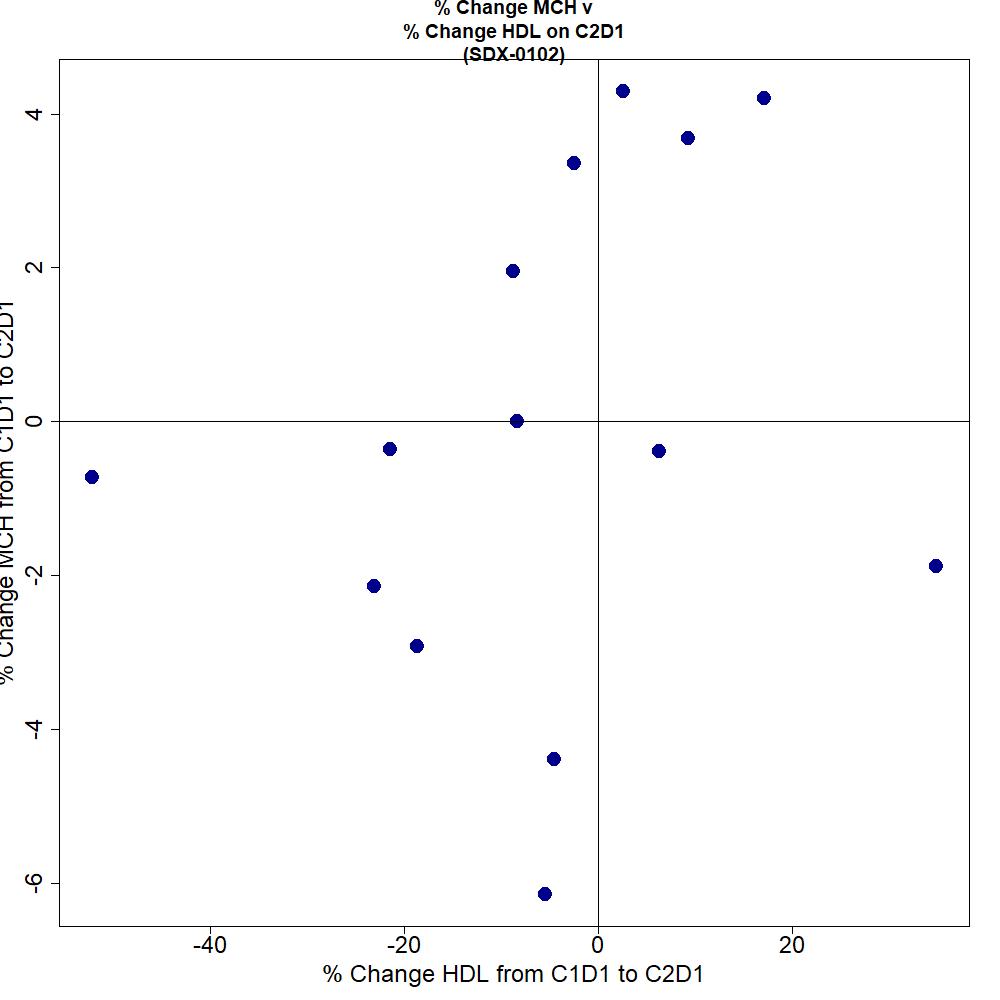 % Change MCH v
% Change HDL on C2D1
(SDX-0102)
% Change MCH from C1D1 to C2D1
4
2
0
-2
-4
-6
-40
-20
0
20
% Change HDL from C1D1 to C2D1